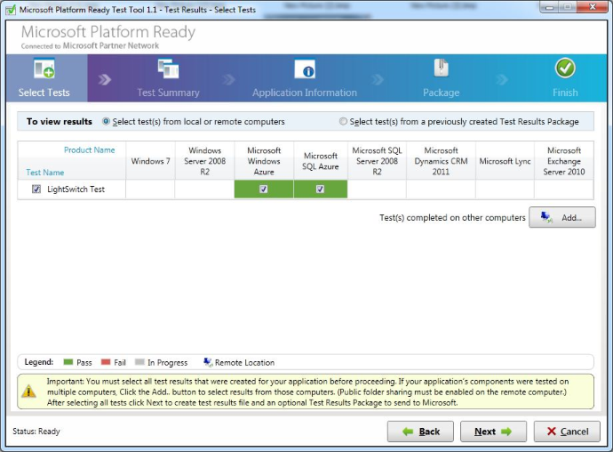 Microsoft Platform Ready Test Tool 1.1 - Test Results - Select Tests
Microsoft Platform Ready
Connected to Microsoft Partner Network
Select Tests
Test Summary
Application Information
Package
Finish
To view results
Select test(s) from local or remote computers
Select test(s) from a previously created Test Results Package
Product Name
Test Name
Windows 7
Windows Server 2008 R2
Microsoft Windows Azure
Microsoft SQL Azure
Microsoft SQL Server 2008 R2
Microsoft Dynamics CRM 2011
Microsoft Lync
Microsoft Exchange Server 2010
LightSwitch Test
Test(s) completed on other computers
Add..
Legend: Pass Fail In Progress Remote Location
Important: You must select all test results that were created for your application before proceeding. If your application's components were tested on
multiple computers, Click the Add.. button to select results from those computers. (Public folder sharing must be enabled on the remote computer.)
After selecting all tests click Next to create test results file and an optional Test Results Package to send to Microsoft.
Status: Ready
Back
Next
Cancel